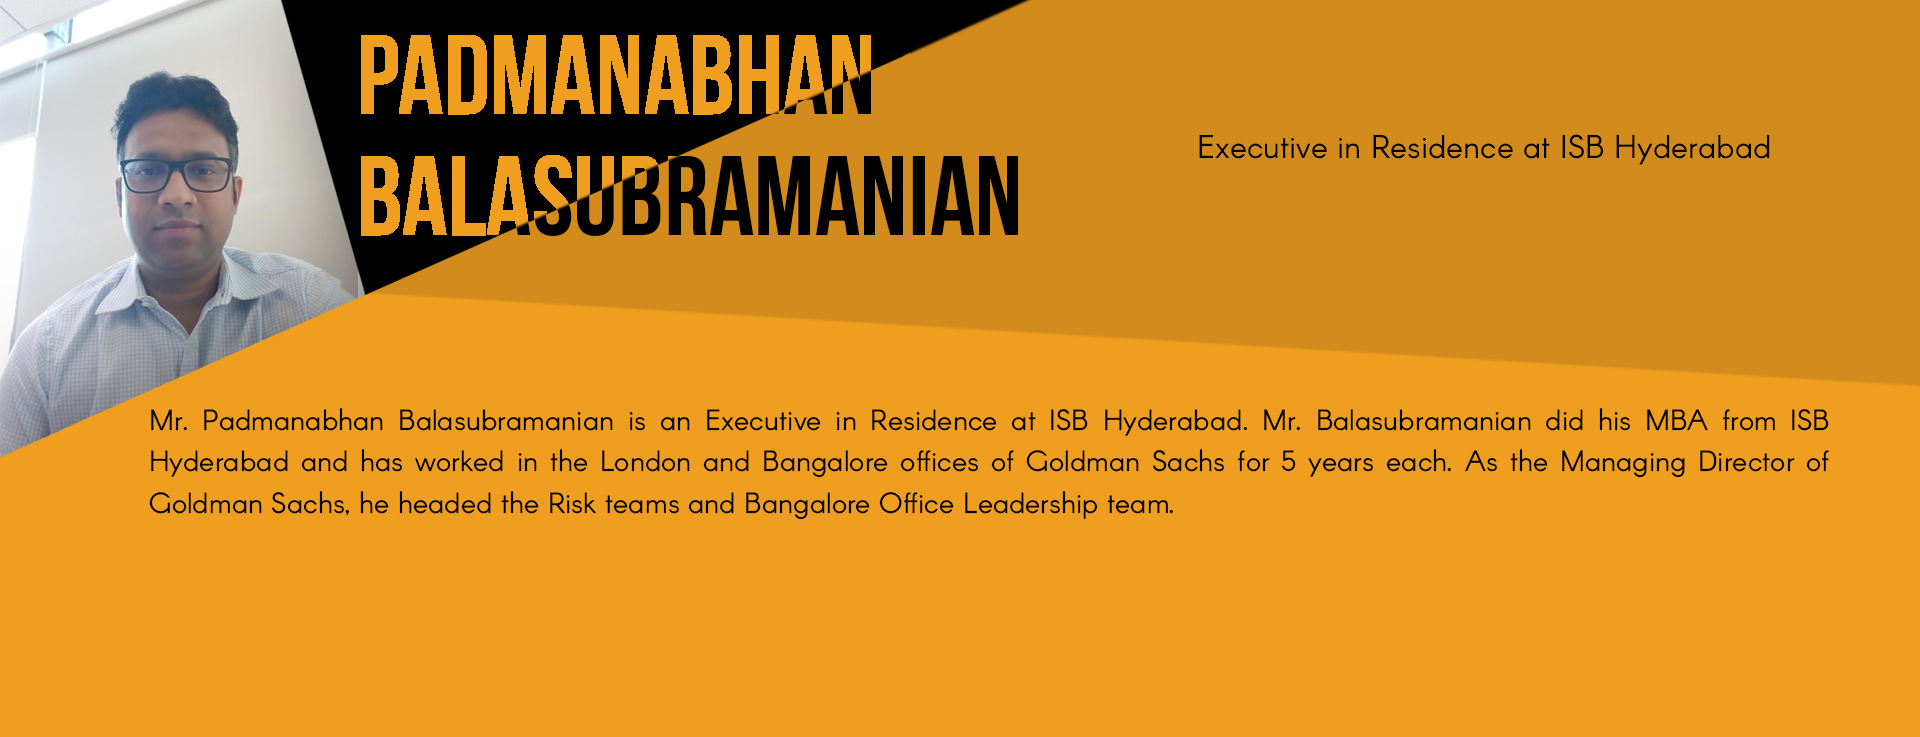 PADMANABHAN
BALASUBRAMANIAN
Executive in Residence at ISB Hyderabad
Mr. Padmanabhan Balasubramanian is an Executive in Residence at ISB Hyderabad. Mr. Balasubramanian did his MBA from ISB
Hyderabad and has worked in the London and Bangalore offices of Goldman Sachs for 5 years each. As the Managing Director of
Goldman Sachs, he headed the Risk teams and Bangalore Office Leadership team.